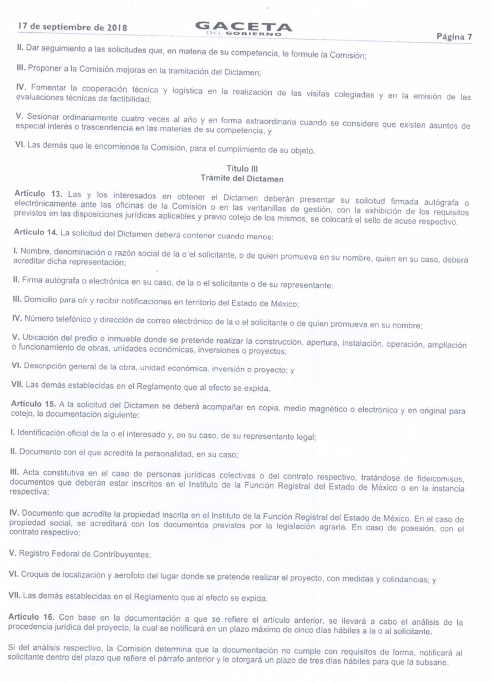 17 de septiembre de 2018
GACETA
DEL GOBIERNO
Página 7
II. Dar seguimiento a las solicitudes que, en materia de su competencia, le formule la Comisión;
III. Proponer a la Comisión mejoras en la tramitación del Dictamen;
IV. Fomentar la cooperación técnica y logística en la realización de las visitas colegiadas y en la emisión de las
evaluaciones técnicas de factibilidad;
V. Sesionar ordinariamente cuatro veces al año y en forma extraordinaria cuando se considere que existen asuntos de
especial interés o trascendencia en las materias de su competencia, y
VI. Las demás que le encomiende la Comisión, para el cumplimiento de su objeto.
Título III
Trámite del Dictamen
Artículo 13. Las y los interesados en obtener el Dictamen deberán presentar su solicitud firmada autógrafa o
electrónicamente ante las oficinas de la Comisión o en las ventanillas de gestión, con la exhibición de los requisitos
previstos en las disposiciones jurídicas aplicables y previo cotejo de los mismos, se colocará el sello de acuse respectivo.
Artículo 14. La solicitud del Dictamen deberá contener cuando menos:
I. Nombre, denominación o razón social de la o el solicitante, o de quien promueva en su nombre, quien en su caso, deberá
acreditar dicha representación;
II. Firma autógrafa o electrónica en su caso, de la o el solicitante o de su representante;
III. Domicilio para oír y recibir notificaciones en territorio del Estado de México;
IV. Número telefónico y dirección de correo electrónico de la o el solicitante o de quien promueva en su nombre;
V. Ubicación del predio o inmueble donde se pretende realizar la construcción, apertura, instalación, operación, ampliación
o funcionamiento de obras, unidades económicas, inversiones o proyectos;
VI. Descripción general de la obra, unidad económica, inversión o proyecto; y
VII. Las demás establecidas en el Reglamento que al efecto se expida.
Artículo 15. A la solicitud del Dictamen se deberá acompañar en copia, medio magnético o electrónico y en original para
cotejo, la documentación siguiente:
I. Identificación oficial de la o el interesado y, en su caso, de su representante legal;
II. Documento con el que acredite la personalidad, en su caso;
III. Acta constitutiva en el caso de personas jurídicas colectivas o del contrato respectivo, tratándose de fideicomisos,
documentos que deberán estar inscritos en el Instituto de la Función Registral del Estado de México o en la instancia
respectiva;
IV. Documento que acredite la propiedad inscrita en el Instituto de la Función Registral del Estado de México. En el caso de
propiedad social, se acreditará con los documentos previstos por la legislación agraria. En caso de posesión, con el
contrato respectivo;
V. Registro Federal de Contribuyentes;
VI. Croquis de localización y aerofoto del lugar donde se pretende realizar el proyecto, con medidas y colindancias; y
VII. Las demás establecidas en el Reglamento que al efecto se expida.
Artículo 16. Con base en la documentación a que se refiere el artículo anterior, se llevará a cabo el análisis de la
procedencia jurídica del proyecto, la cual se notificará en un plazo máximo de cinco días hábiles a la o al solicitante.
Si del análisis respectivo, la Comisión determina que la documentación no cumple con requisitos de forma, notificará al
solicitante dentro del plazo que refiere el párrafo anterior y le otorgará un plazo de tres días hábiles para que la subsane.